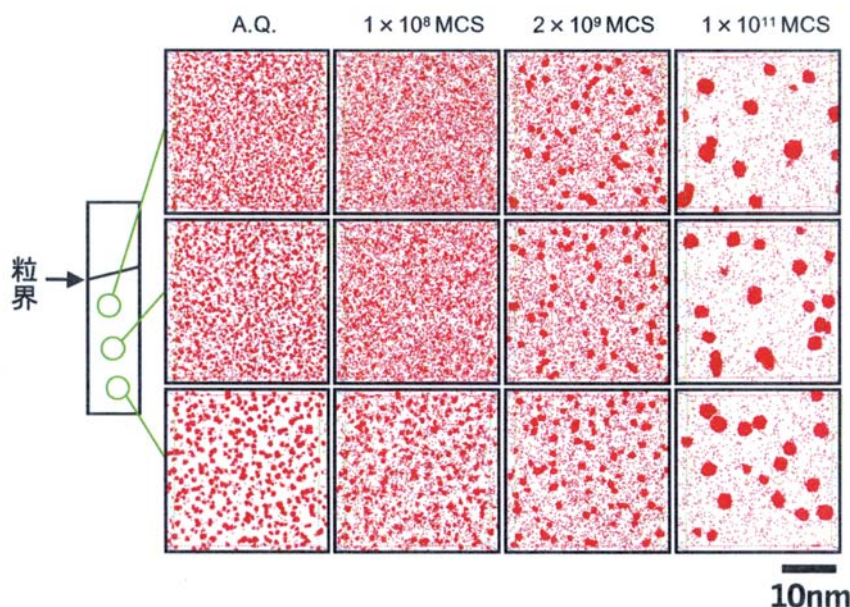 A.Q.
1 × 10⁸ MCS
2 × 10⁹ MCS
1 × 10¹¹ MCS
粒界
10nm